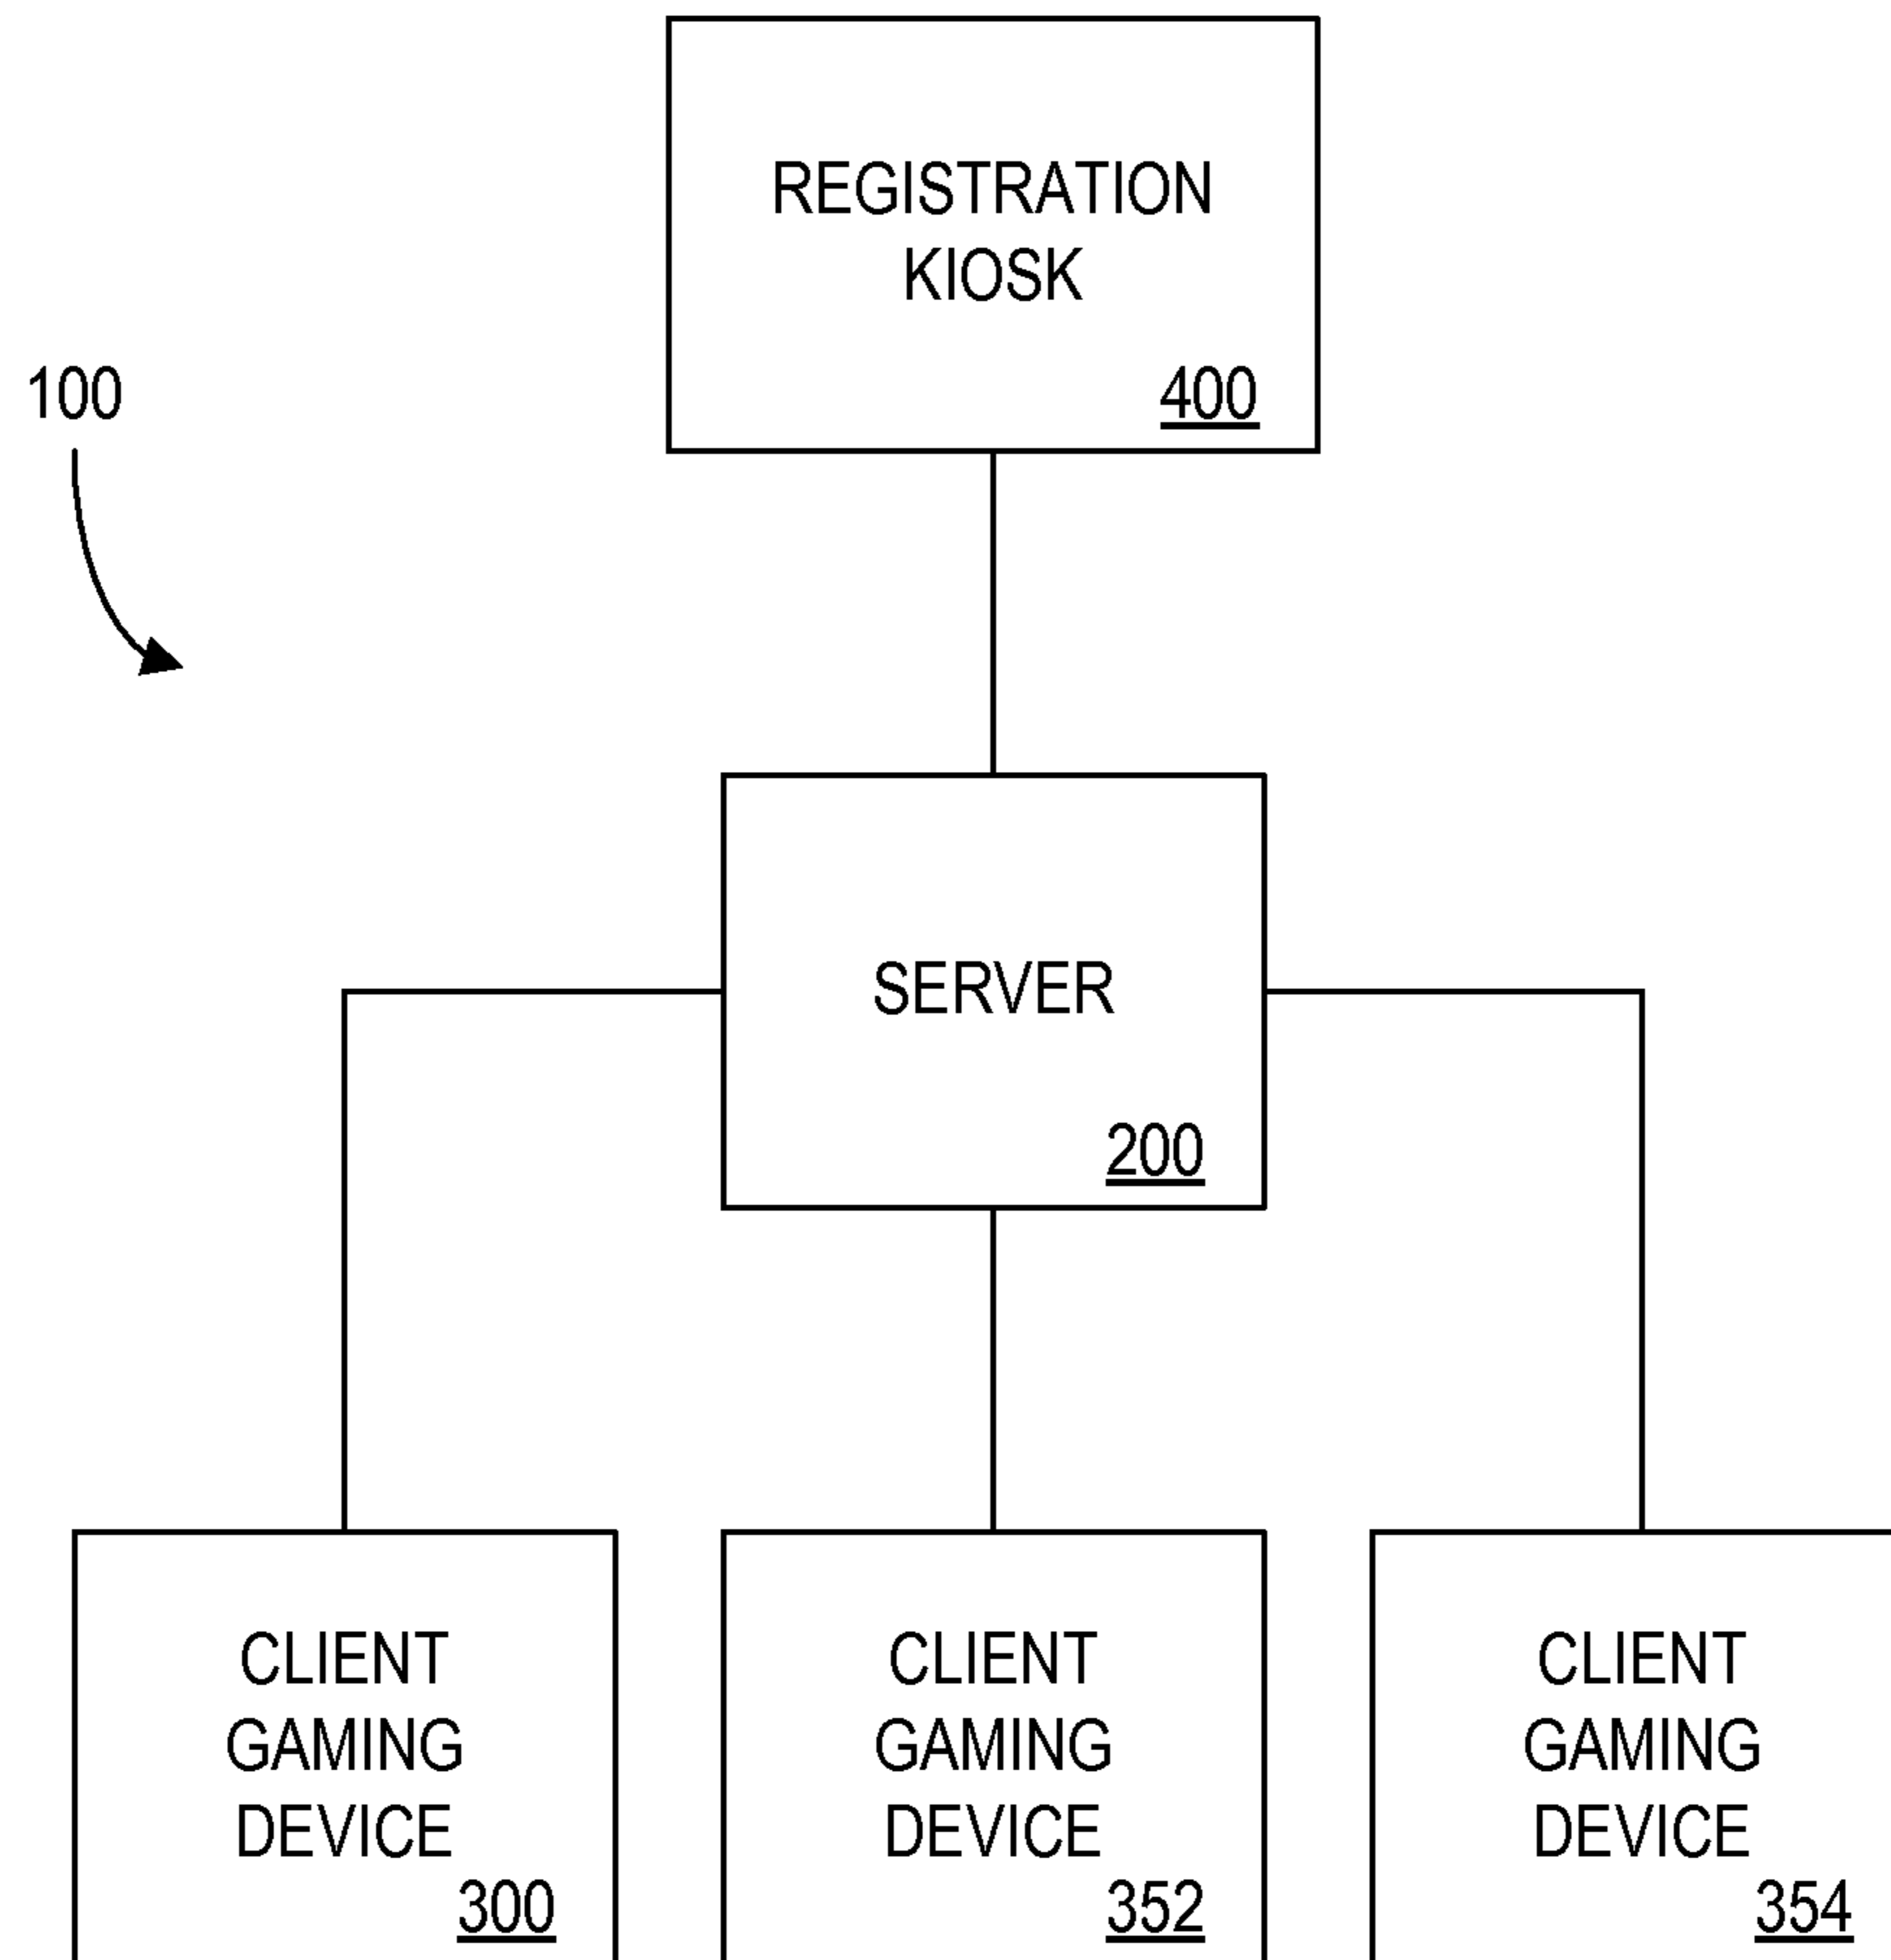 REGISTRATION
KIOSK
400
100
SERVER
200
CLIENT
GAMING
DEVICE
300
CLIENT
GAMING
DEVICE
352
CLIENT
GAMING
DEVICE
354